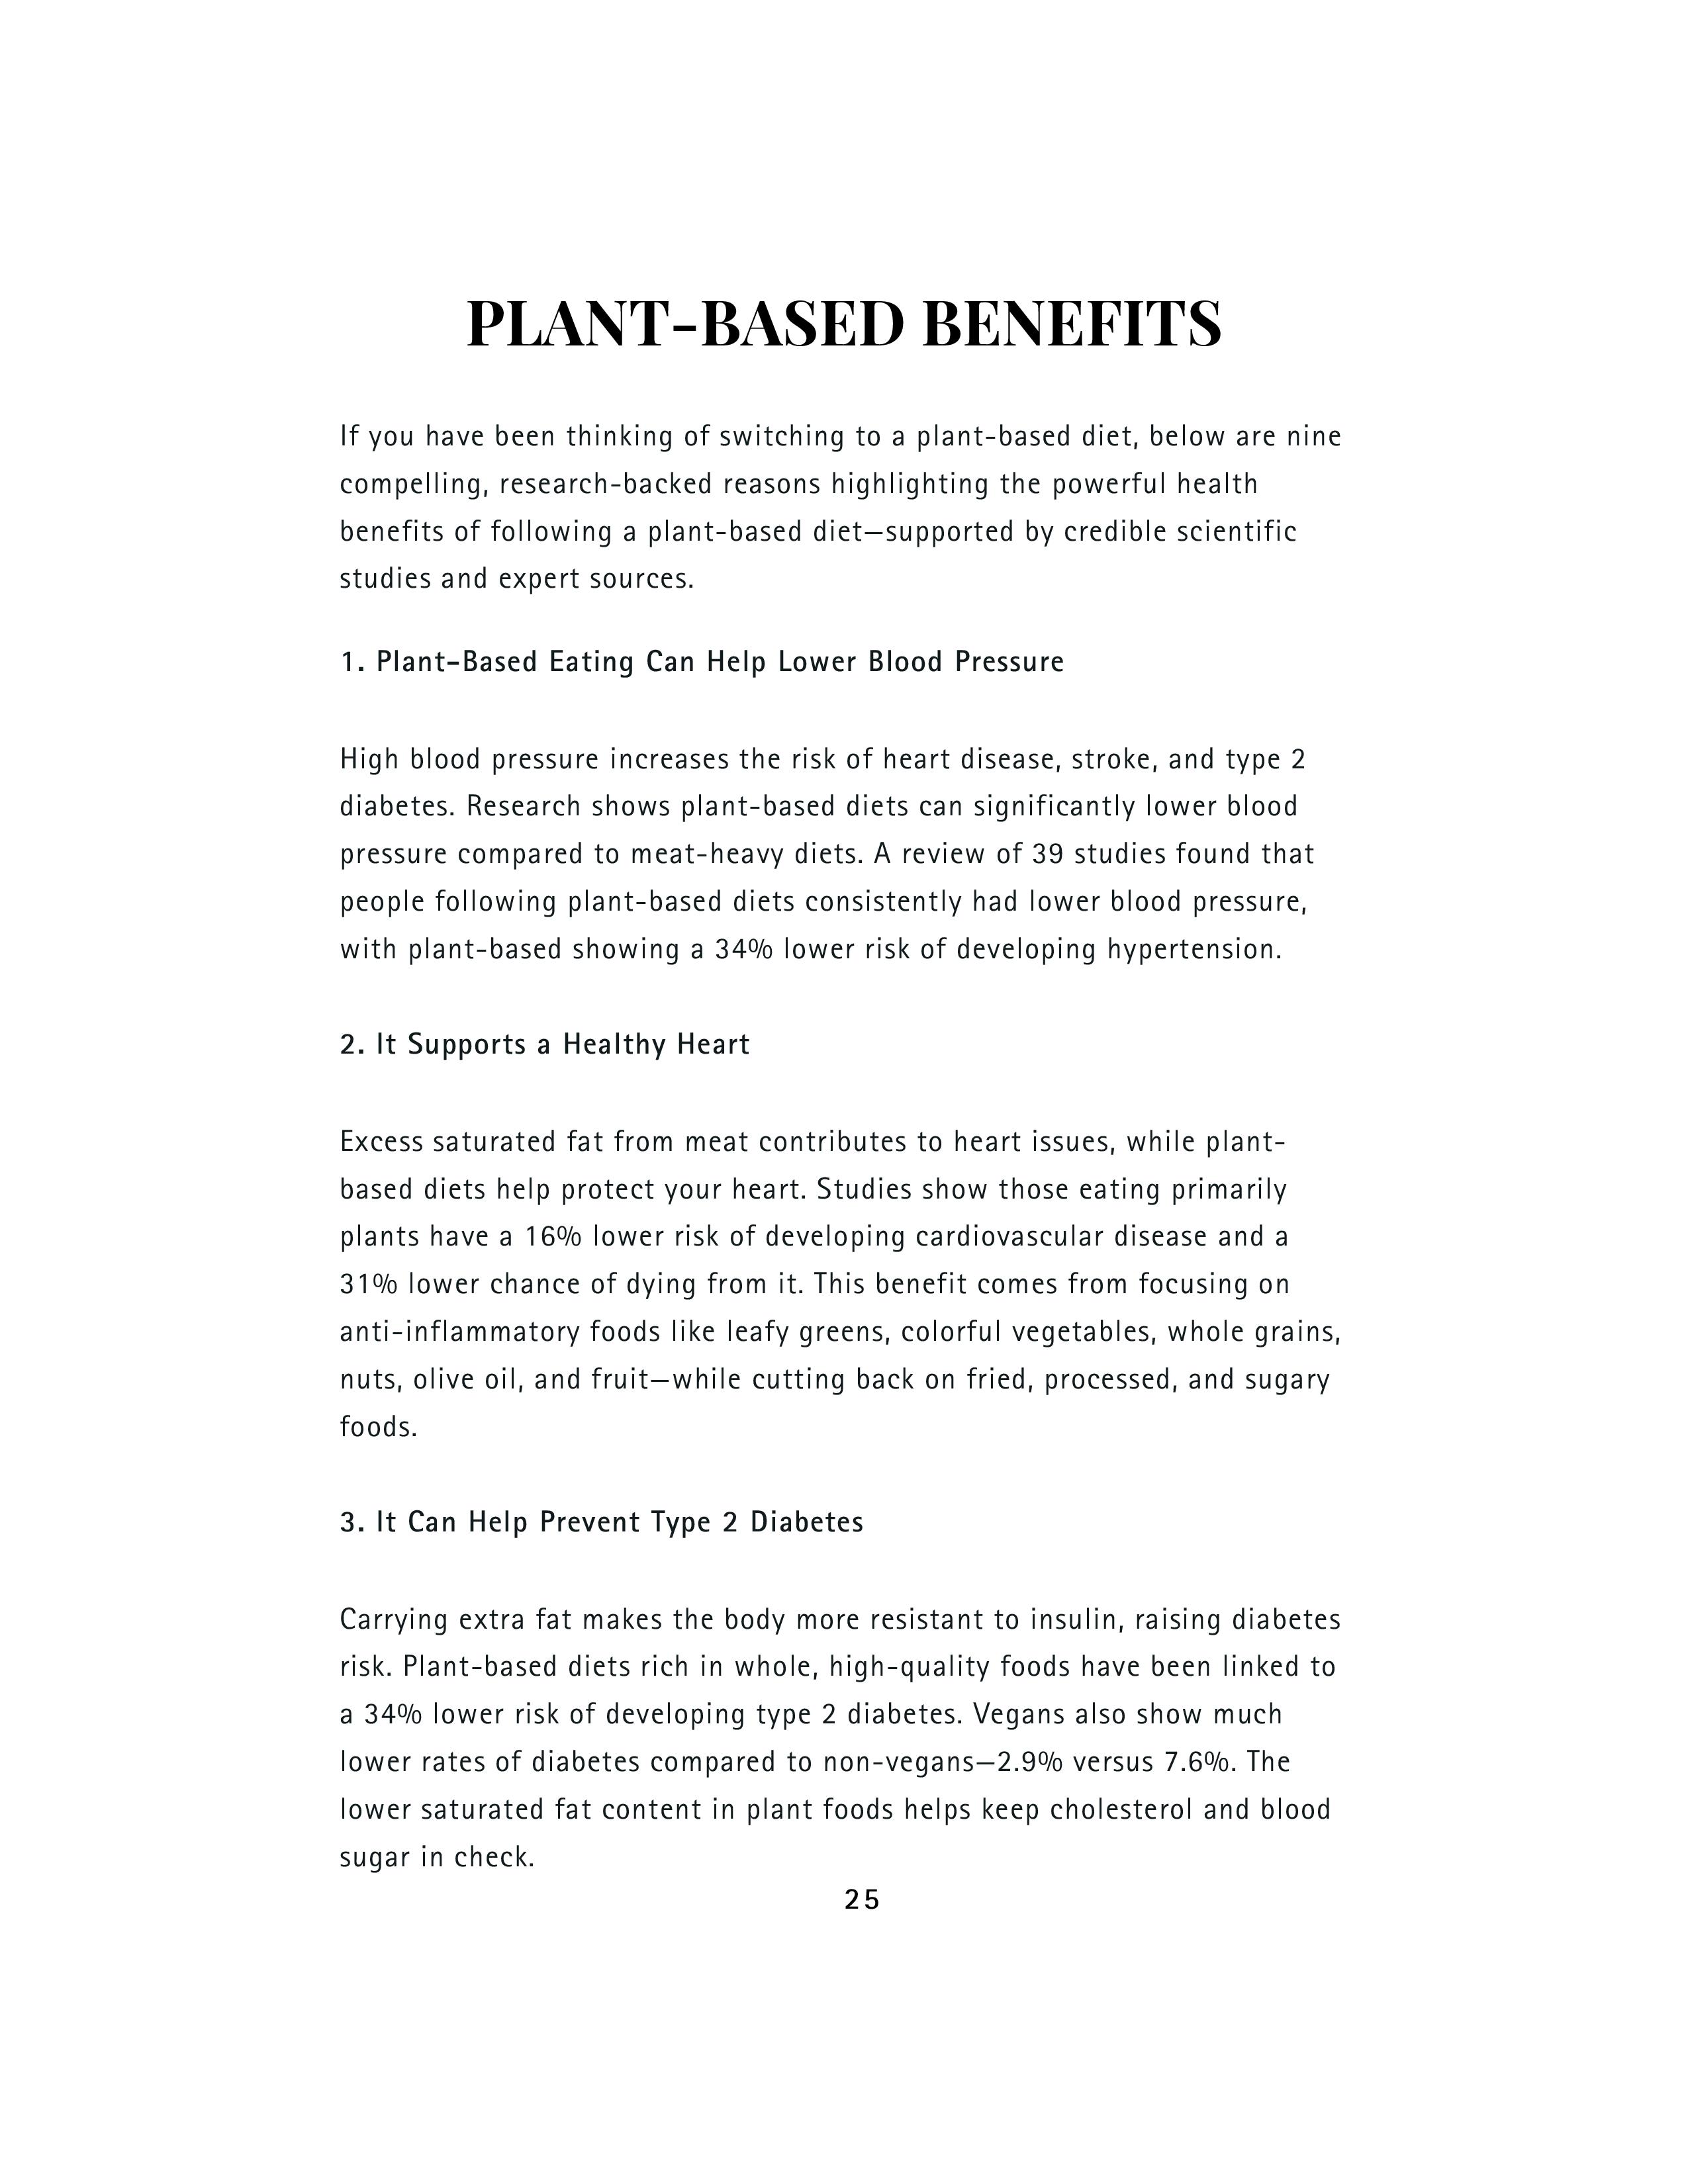 PLANT-BASED BENEFITS
If you have been thinking of switching to a plant-based diet, below are nine
compelling, research-backed reasons highlighting the powerful health
benefits of following a plant-based diet—supported by credible scientific
studies and expert sources.
1. Plant-Based Eating Can Help Lower Blood Pressure
High blood pressure increases the risk of heart disease, stroke, and type 2
diabetes. Research shows plant-based diets can significantly lower blood
pressure compared to meat-heavy diets. A review of 39 studies found that
people following plant-based diets consistently had lower blood pressure,
with plant-based showing a 34% lower risk of developing hypertension.
2. It Supports a Healthy Heart
Excess saturated fat from meat contributes to heart issues, while plant-
based diets help protect your heart. Studies show those eating primarily
plants have a 16% lower risk of developing cardiovascular disease and a
31% lower chance of dying from it. This benefit comes from focusing on
anti-inflammatory foods like leafy greens, colorful vegetables, whole grains,
nuts, olive oil, and fruit—while cutting back on fried, processed, and sugary
foods.
3. It Can Help Prevent Type 2 Diabetes
Carrying extra fat makes the body more resistant to insulin, raising diabetes
risk. Plant-based diets rich in whole, high-quality foods have been linked to
a 34% lower risk of developing type 2 diabetes. Vegans also show much
lower rates of diabetes compared to non-vegans—2.9% versus 7.6%. The
lower saturated fat content in plant foods helps keep cholesterol and blood
sugar in check.
25